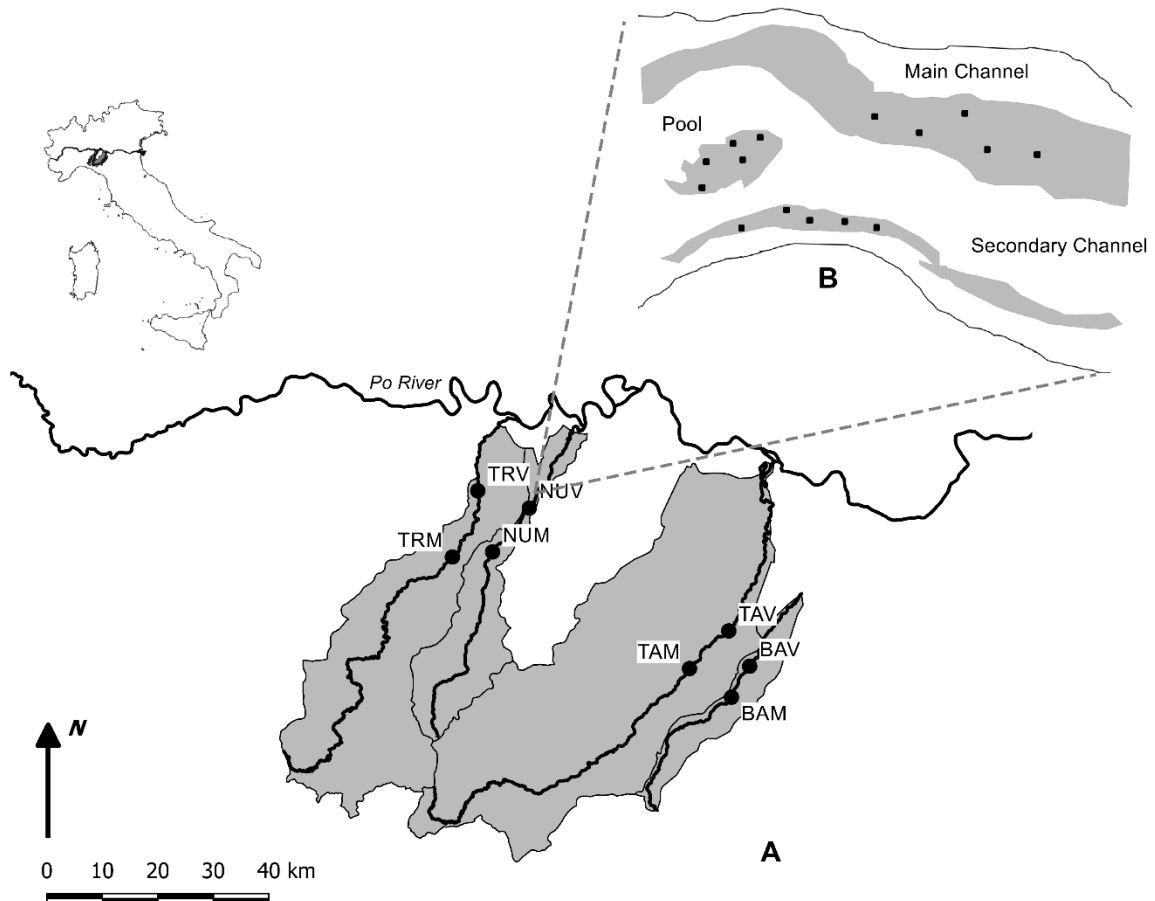 Main Channel
Pool
Secondary Channel
B
Po River
TRV
NUV
TRM
NUM
TAV
TAM
BAV
BAM
N
A
0 10 20 30 40 km